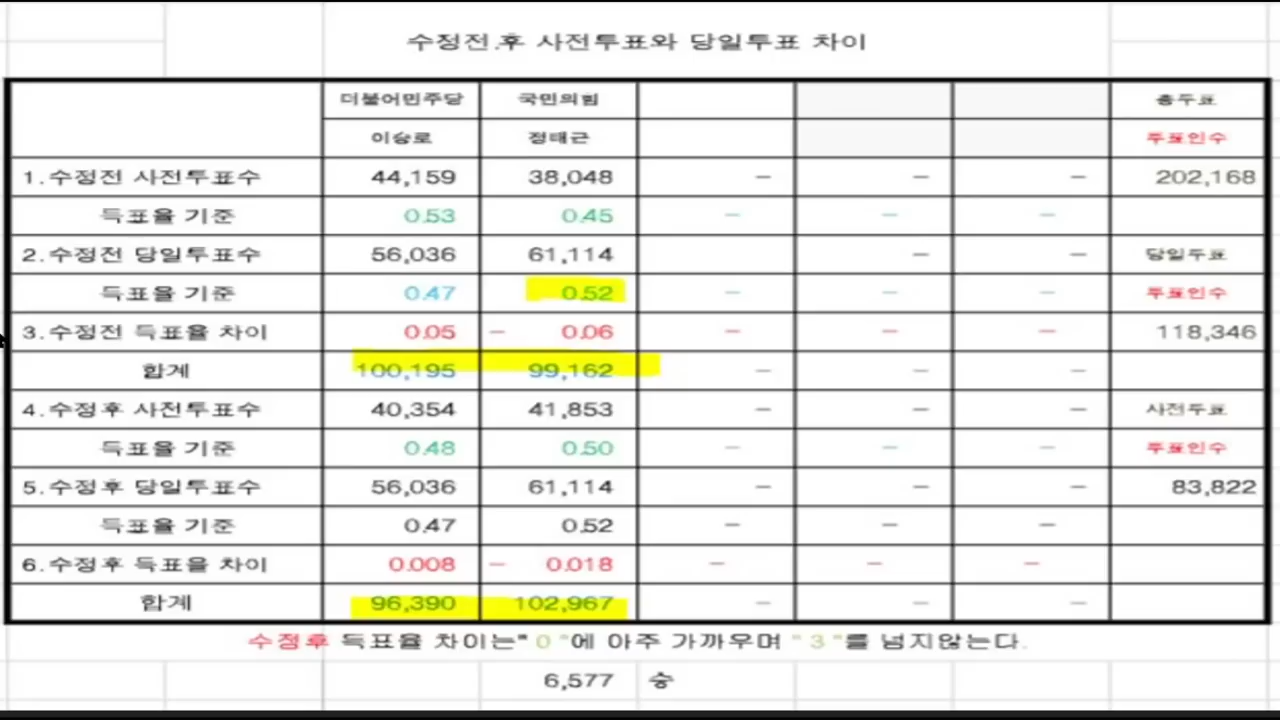 수정전.후 사전투표와 당일투표 차이
더불어민주당 국민의힘 총투표
이승로 정태근 투표인수
1.수정전 사전투표수 44,159 38,048 - - - 202,168
득표율 기준 0.53 0.45 - - -
2.수정전 당일투표수 56,036 61,114 - - 당일투표
득표율 기준 0.47 0.52 - - - 투표인수
3.수정전 득표율 차이 0.05 - 0.06 - - - 118,346
합계 100,195 99,162 - - -
4.수정후 사전투표수 40,354 41,853 - - - 사전투표
득표율 기준 0.48 0.50 - - - 투표인수
5.수정후 당일투표수 56,036 61,114 - - - 83,822
득표율 기준 0.47 0.52 - - -
6.수정후 득표율 차이 0.008 - 0.018 - - -
합계 96,390 102,967 - - -
수정후 득표율 차이는" 0 "에 아주 가까우며 " 3 "를 넘지않는다.
6,577 승